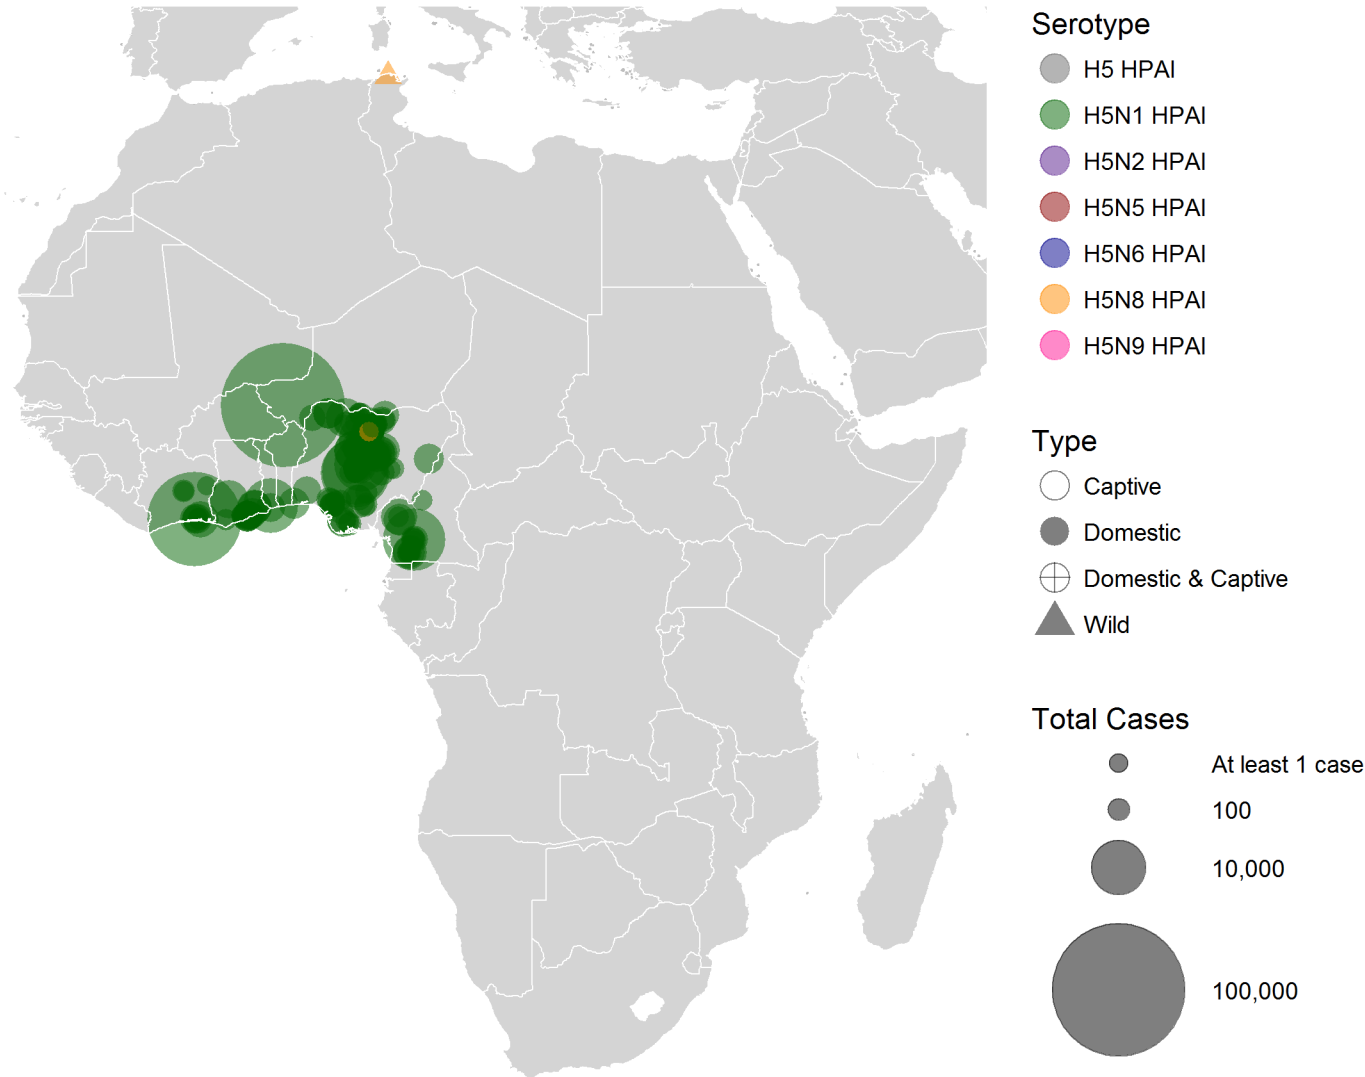 Serotype
H5 HPAI
H5N1 HPAI
H5N2 HPAI
H5N5 HPAI
H5N6 HPAI
H5N8 HPAI
H5N9 HPAI
Type
Captive
Domestic
Domestic & Captive
Wild
Total Cases
At least 1 case
100
10,000
100,000